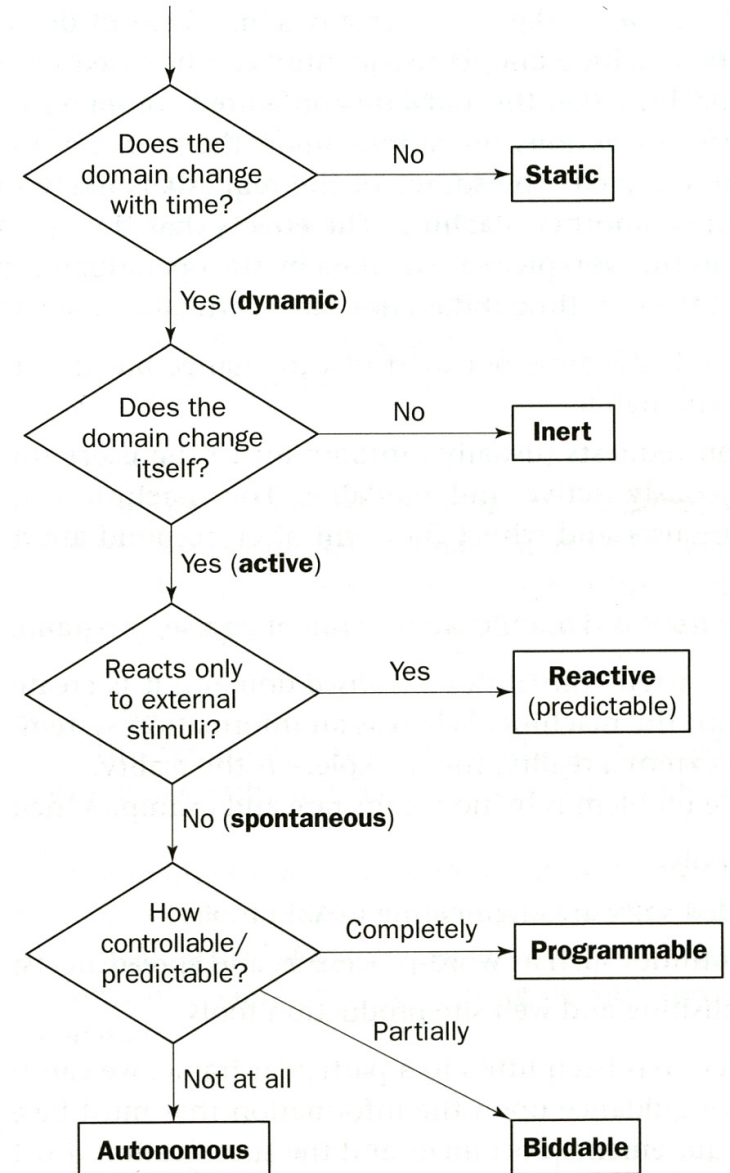 Does the
domain change
with time?
No
Static
Yes (dynamic)
Does the
domain change
itself?
No
Inert
Yes (active)
Reacts only
to external
stimuli?
Yes
Reactive
(predictable)
No (spontaneous)
How
controllable/
predictable?
Completely
Programmable
Partially
Not at all
Autonomous
Biddable